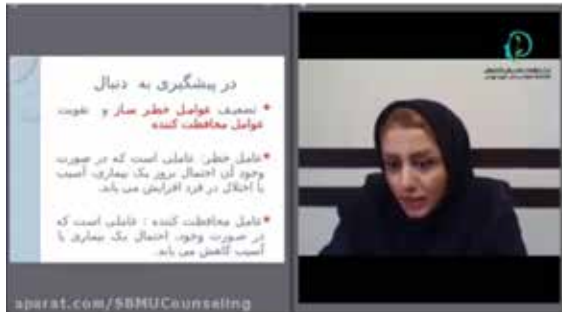 در پیشگیری به دنبال
تضعیف عوامل خطر ساز و تقویت
عوامل محافظت کننده
عامل خطر: عاملی است که در صورت
وجود آن احتمال بروز یک بیماری، آسیب
یا اختلال در فرد افزایش می یابد.
عامل محافظت کننده : عاملی است که
در صورت وجود، احتمال یک بیماری یا
آسیب کاهش می یابد.
aparat.com/SBMUCounseling